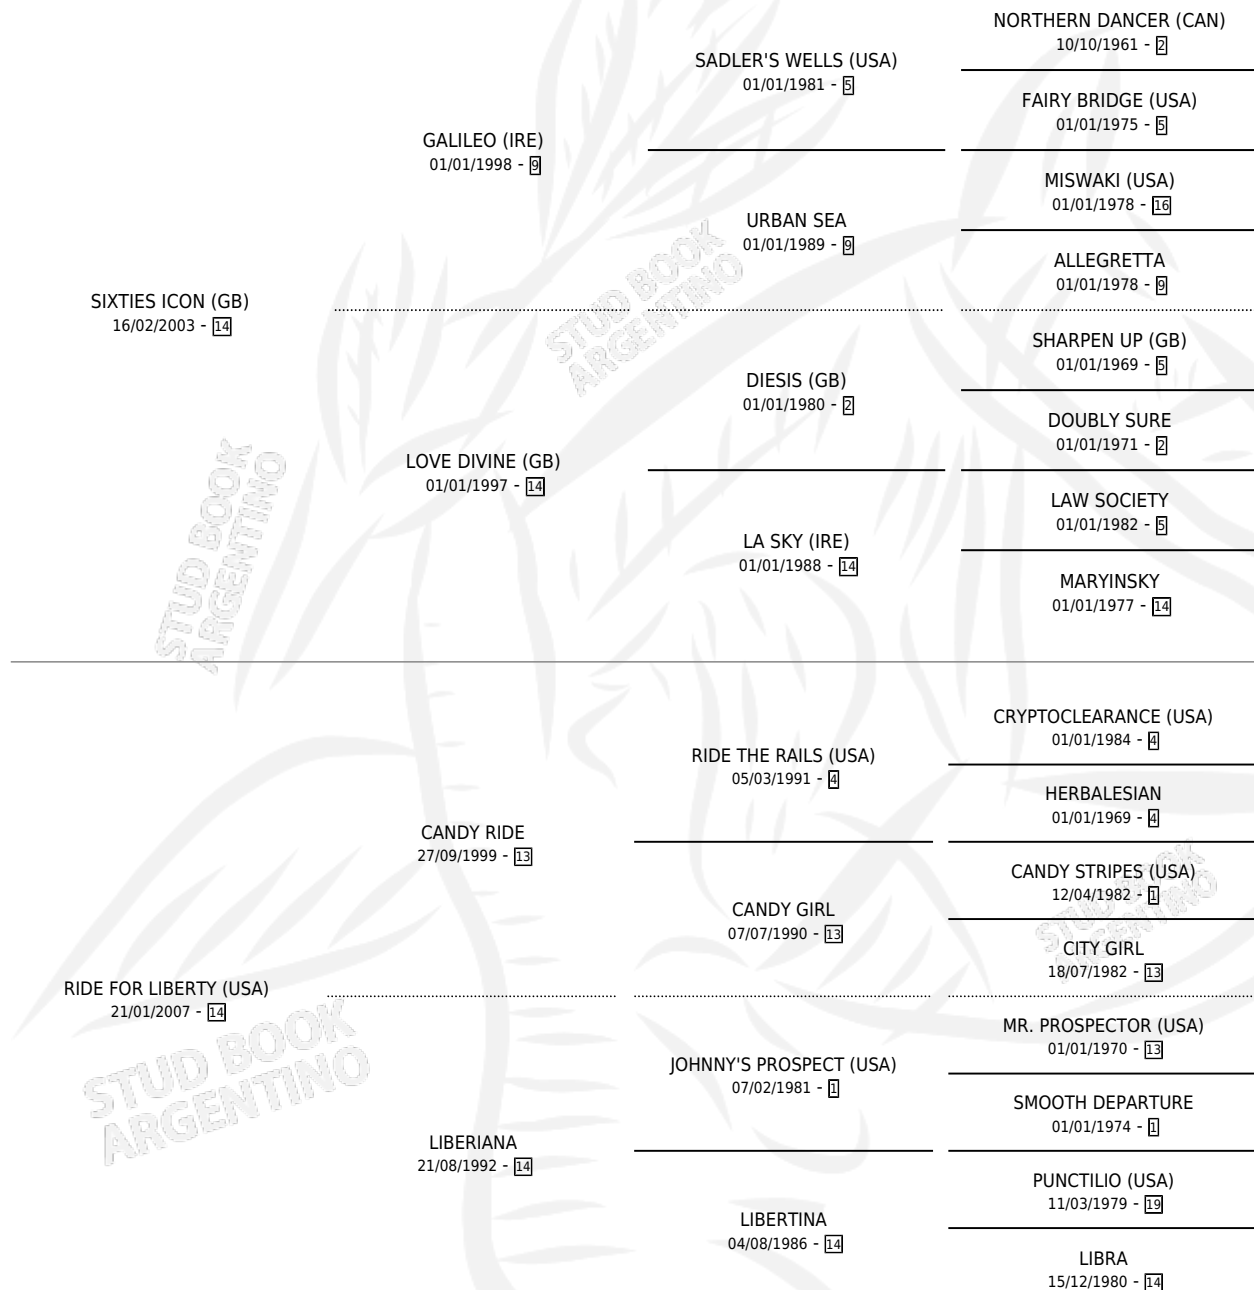 NORTHERN DANCER (CAN)
10/10/1961 - 2
SADLER'S WELLS (USA)
01/01/1981 - 5
FAIRY BRIDGE (USA)
01/01/1975 - 5
GALILEO (IRE)
01/01/1998 - 9
MISWAKI (USA)
01/01/1978 - 16
URBAN SEA
01/01/1989 - 9
ALLEGRETTA
01/01/1978 - 9
SIXTIES ICON (GB)
16/02/2003 - 14
STUD BOOK
ARGENTINO
SHARPEN UP (GB)
01/01/1969 - 5
DIESIS (GB)
01/01/1980 - 2
DOUBLY SURE
01/01/1971 - 2
LOVE DIVINE (GB)
01/01/1997 - 14
LAW SOCIETY
01/01/1982 - 5
LA SKY (IRE)
01/01/1988 - 14
MARYINSKY
01/01/1977 - 14
STUD BOOK
ARGENTINO
CRYPTOCLEARANCE (USA)
01/01/1984 - 4
RIDE THE RAILS (USA)
05/03/1991 - 4
HERBALESIAN
01/01/1969 - 4
CANDY RIDE
27/09/1999 - 13
CANDY STRIPES (USA)
12/04/1982 - 1
CANDY GIRL
07/07/1990 - 13
STUD BOOK
ARGENTINO
CITY GIRL
18/07/1982 - 13
RIDE FOR LIBERTY (USA)
21/01/2007 - 14
STUD BOOK
ARGENTINO
MR. PROSPECTOR (USA)
01/01/1970 - 13
JOHNNY'S PROSPECT (USA)
07/02/1981 - 1
SMOOTH DEPARTURE
01/01/1974 - 1
LIBERIANA
21/08/1992 - 14
PUNCTILIO (USA)
11/03/1979 - 19
LIBERTINA
04/08/1986 - 14
LIBRA
15/12/1980 - 14